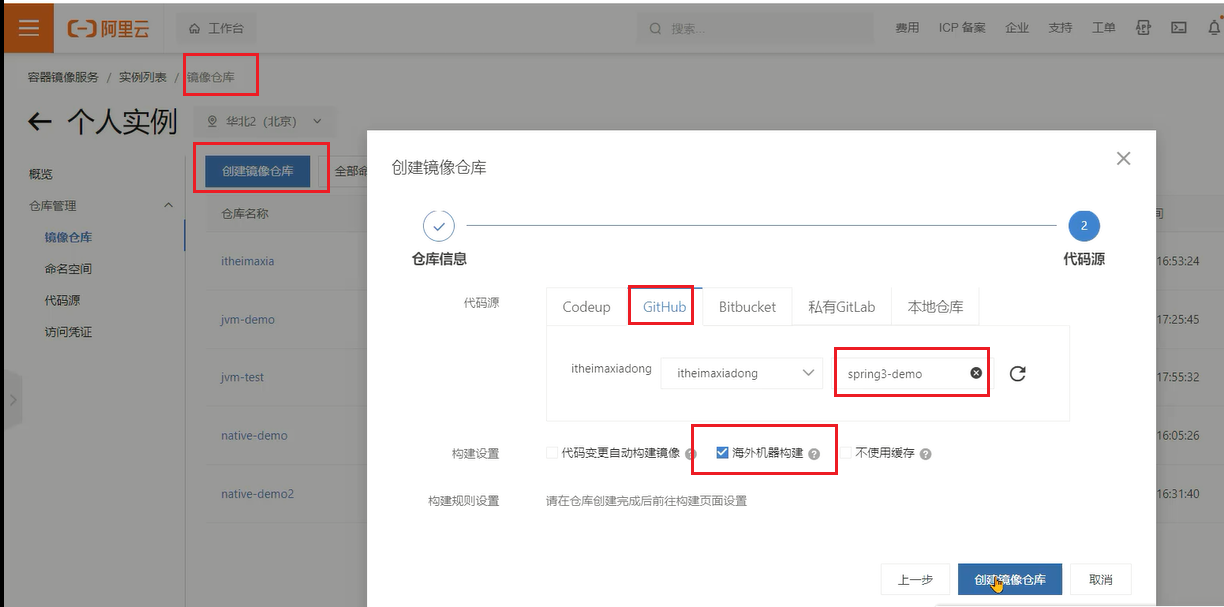 阿里云 工作台 搜索... 费用 ICP 备案 企业 支持 工单
容器镜像服务 / 实例列表 / 镜像仓库
个人实例 华北2（北京）
创建镜像仓库 全部命
概览
仓库管理
镜像仓库
命名空间
代码源
访问凭证
仓库名称 间
itheimaxia 16:53:24
jvm-demo 17:25:45
jvm-test 17:55:32
native-demo 16:05:26
native-demo2 16:31:40
创建镜像仓库
2
仓库信息 代码源
代码源 Codeup GitHub Bitbucket 私有GitLab 本地仓库
itheimaxiadong itheimaxiadong spring3-demo
构建设置 代码变更自动构建镜像 海外机器构建 不使用缓存
构建规则设置 请在仓库创建完成后前往构建页面设置
上一步 创建镜像仓库 取消